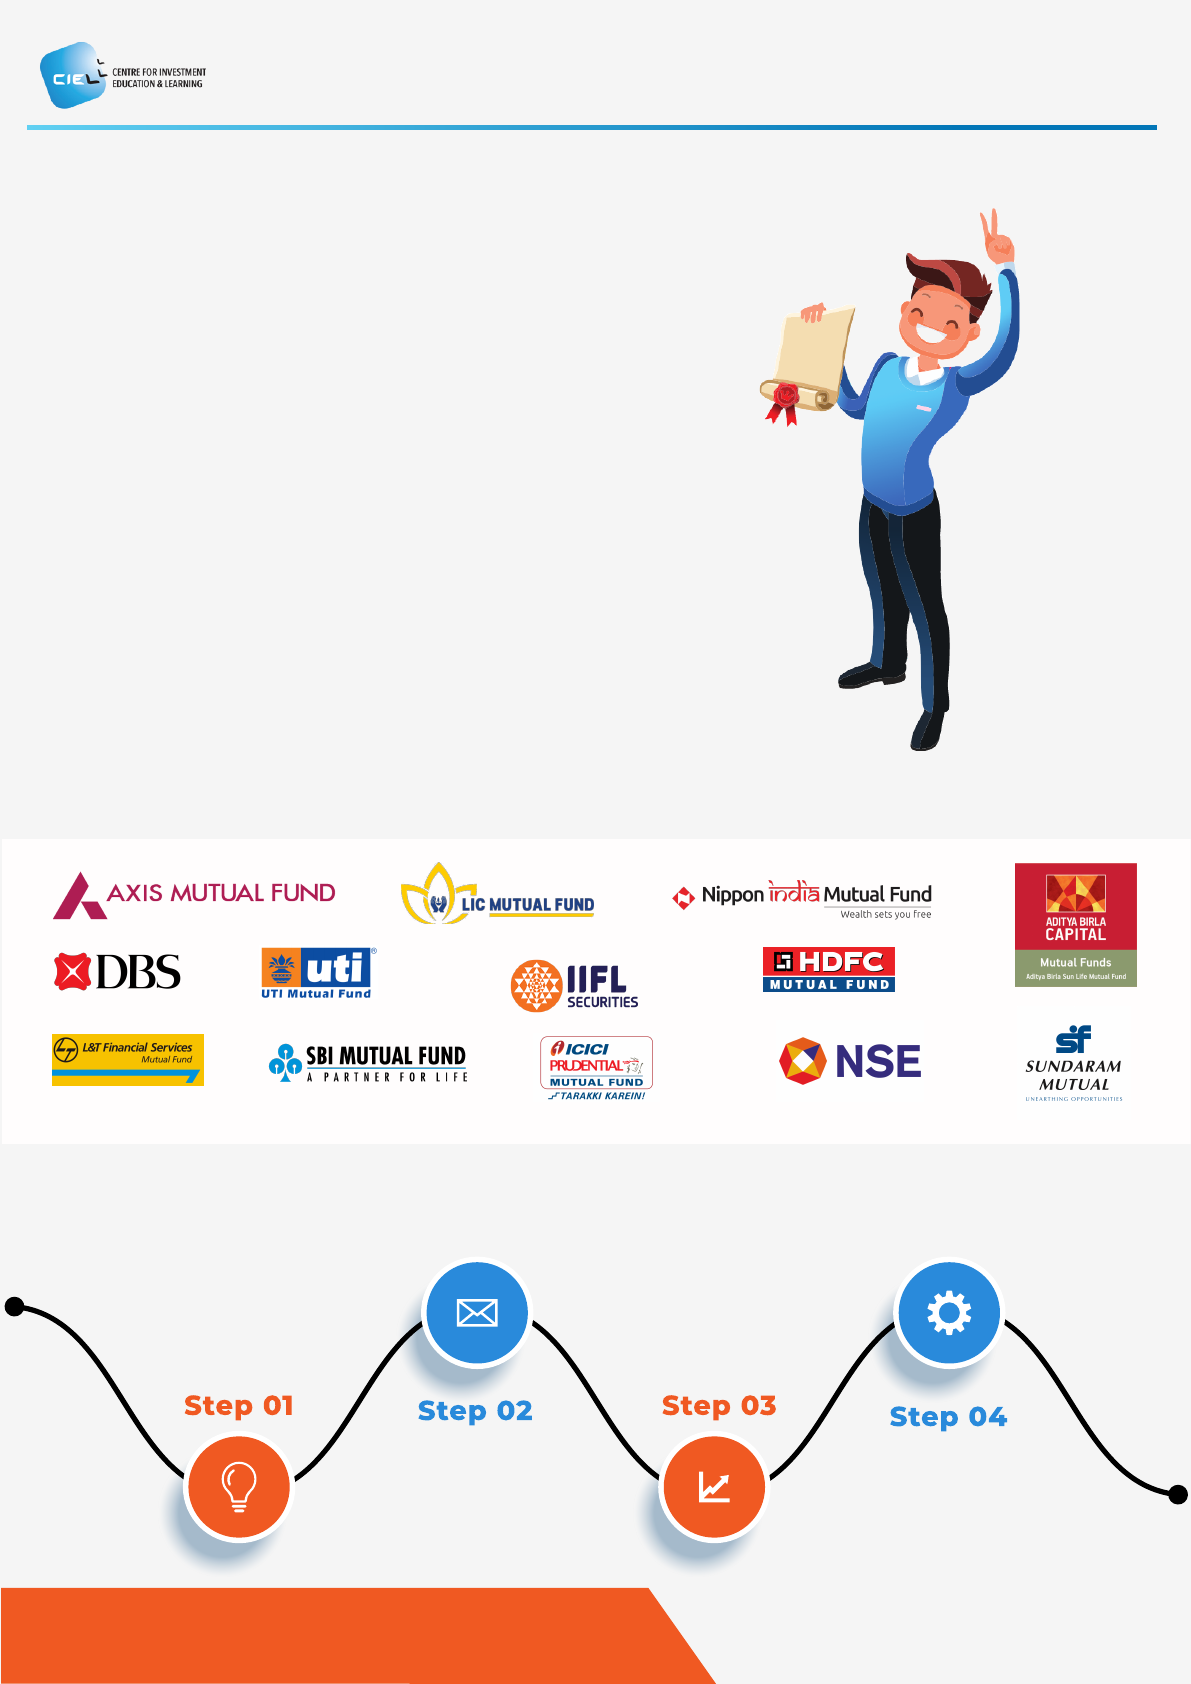 CIEL
CENTRE FOR INVESTMENT
EDUCATION & LEARNING
AXIS MUTUAL FUND
LIC MUTUAL FUND
Nippon india Mutual Fund
Wealth sets you free
ADITYA BIRLA
CAPITAL
Mutual Funds
Aditya Birla Sun Life Mutual Fund
DBS
uti
®
UTI Mutual Fund
IIFL
SECURITIES
HDFC
MUTUAL FUND
L&T Financial Services
Mutual Fund
SBI MUTUAL FUND
A PARTNER FOR LIFE
ICICI
PRUDENTIAL
MUTUAL FUND
TARAKKI KAREIN!
NSE
sf
SUNDARAM
MUTUAL
UNEARTHING OPPORTUNITIES
Step 01
Step 02
Step 03
Step 04